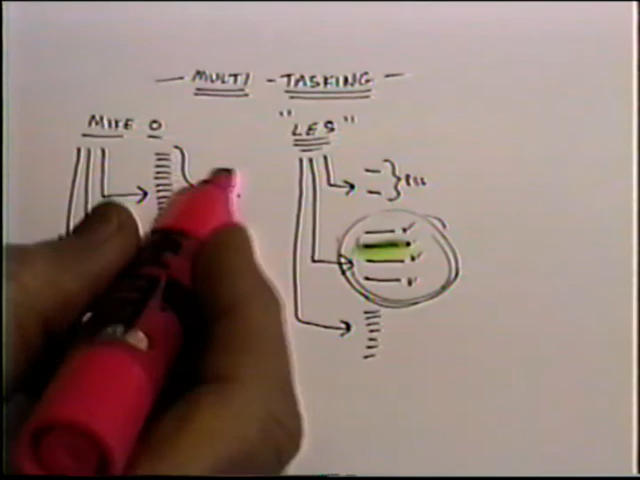 — MULTI - TASKING —
MIKE O
"LES"